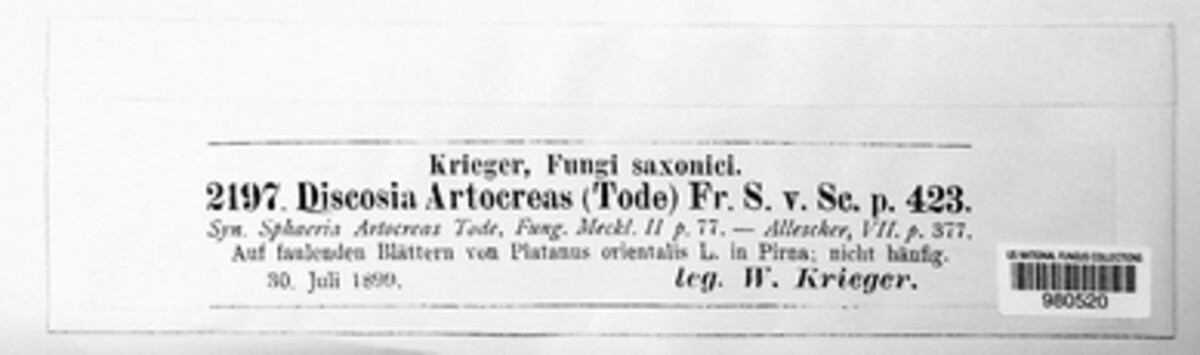 Krieger, Fungi saxonici.
2197. Discosia Artocreas (Tode) Fr. S. v. Sc. p. 423.
Syn. Sphaeria Artocreas Tode, Fung. Meckl. II p. 77. — Allescher, VII. p. 377.
Auf faulenden Blättern von Platanus orientalis L. in Pirna; nicht häufig.
30. Juli 1899. leg. W. Krieger.
US NATIONAL FUNGUS COLLECTIONS
980520